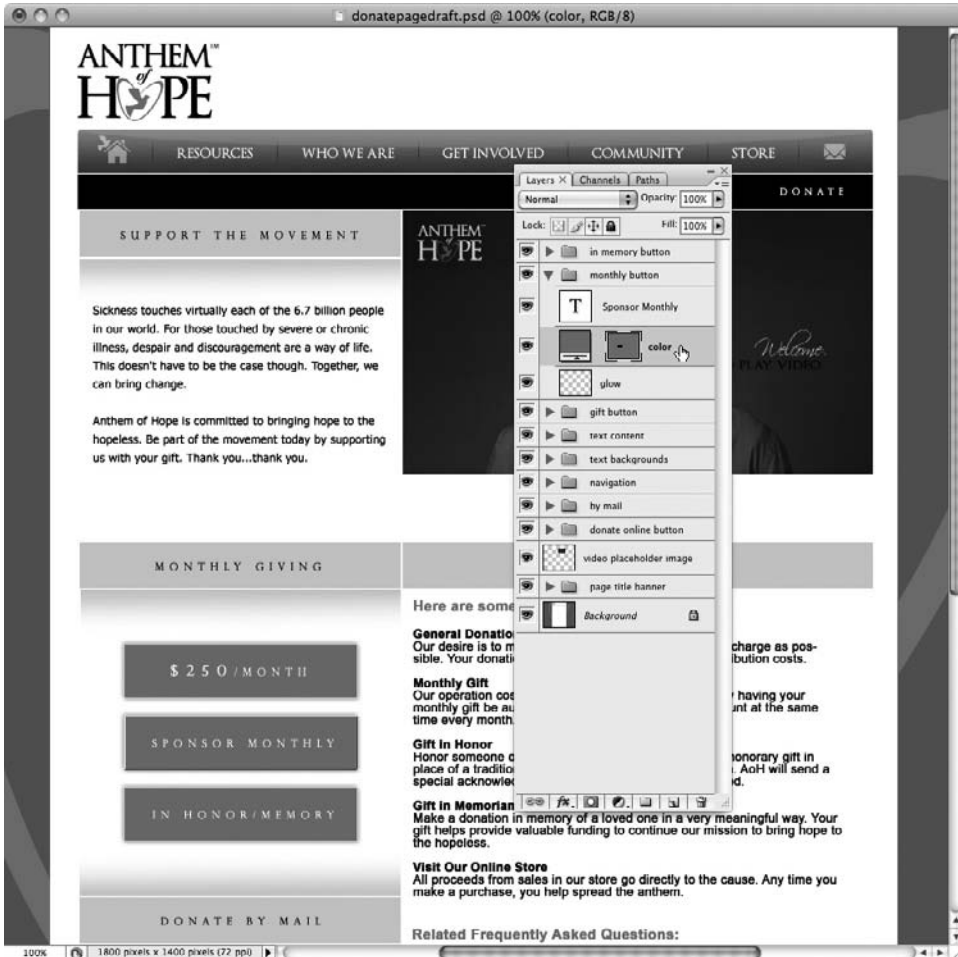 donatepagedraft.psd @ 100% (color, RGB/8)
ANTHEM™
of
HOPE
RESOURCES
WHO WE ARE
GET INVOLVED
COMMUNITY
STORE
DONATE
SUPPORT THE MOVEMENT
Sickness touches virtually each of the 6.7 billion people
in our world. For those touched by severe or chronic
illness, despair and discouragement are a way of life.
This doesn't have to be the case though. Together, we
can bring change.
Anthem of Hope is committed to bringing hope to the
hopeless. Be part of the movement today by supporting
us with your gift. Thank you...thank you.
ANTHEM
HOPE
Welcome
PLAY VIDEO
Layers
Channels
Paths
Normal
Opacity: 100%
Lock:
Fill: 100%
in memory button
monthly button
T
Sponsor Monthly
color
glow
gift button
text content
text backgrounds
navigation
by mail
donate online button
video placeholder image
page title banner
Background
MONTHLY GIVING
$250/MONTH
SPONSOR MONTHLY
IN HONOR/MEMORY
DONATE BY MAIL
Here are some
General Donatio
Our desire is to m charge as pos-
sible. Your donati ibution costs.
Monthly Gift
Our operation cos y having your
monthly gift be au unt at the same
time every month.
Gift in Honor
Honor someone o onorary gift in
place of a traditio . AoH will send a
special acknowled d.
Gift in Memorian
Make a donation in memory of a loved one in a very meaningful way. Your
gift helps provide valuable funding to continue our mission to bring hope to
the hopeless.
Visit Our Online Store
All proceeds from sales in our store go directly to the cause. Any time you
make a purchase, you help spread the anthem.
Related Frequently Asked Questions:
100%
1800 pixels x 1400 pixels (72 ppi)